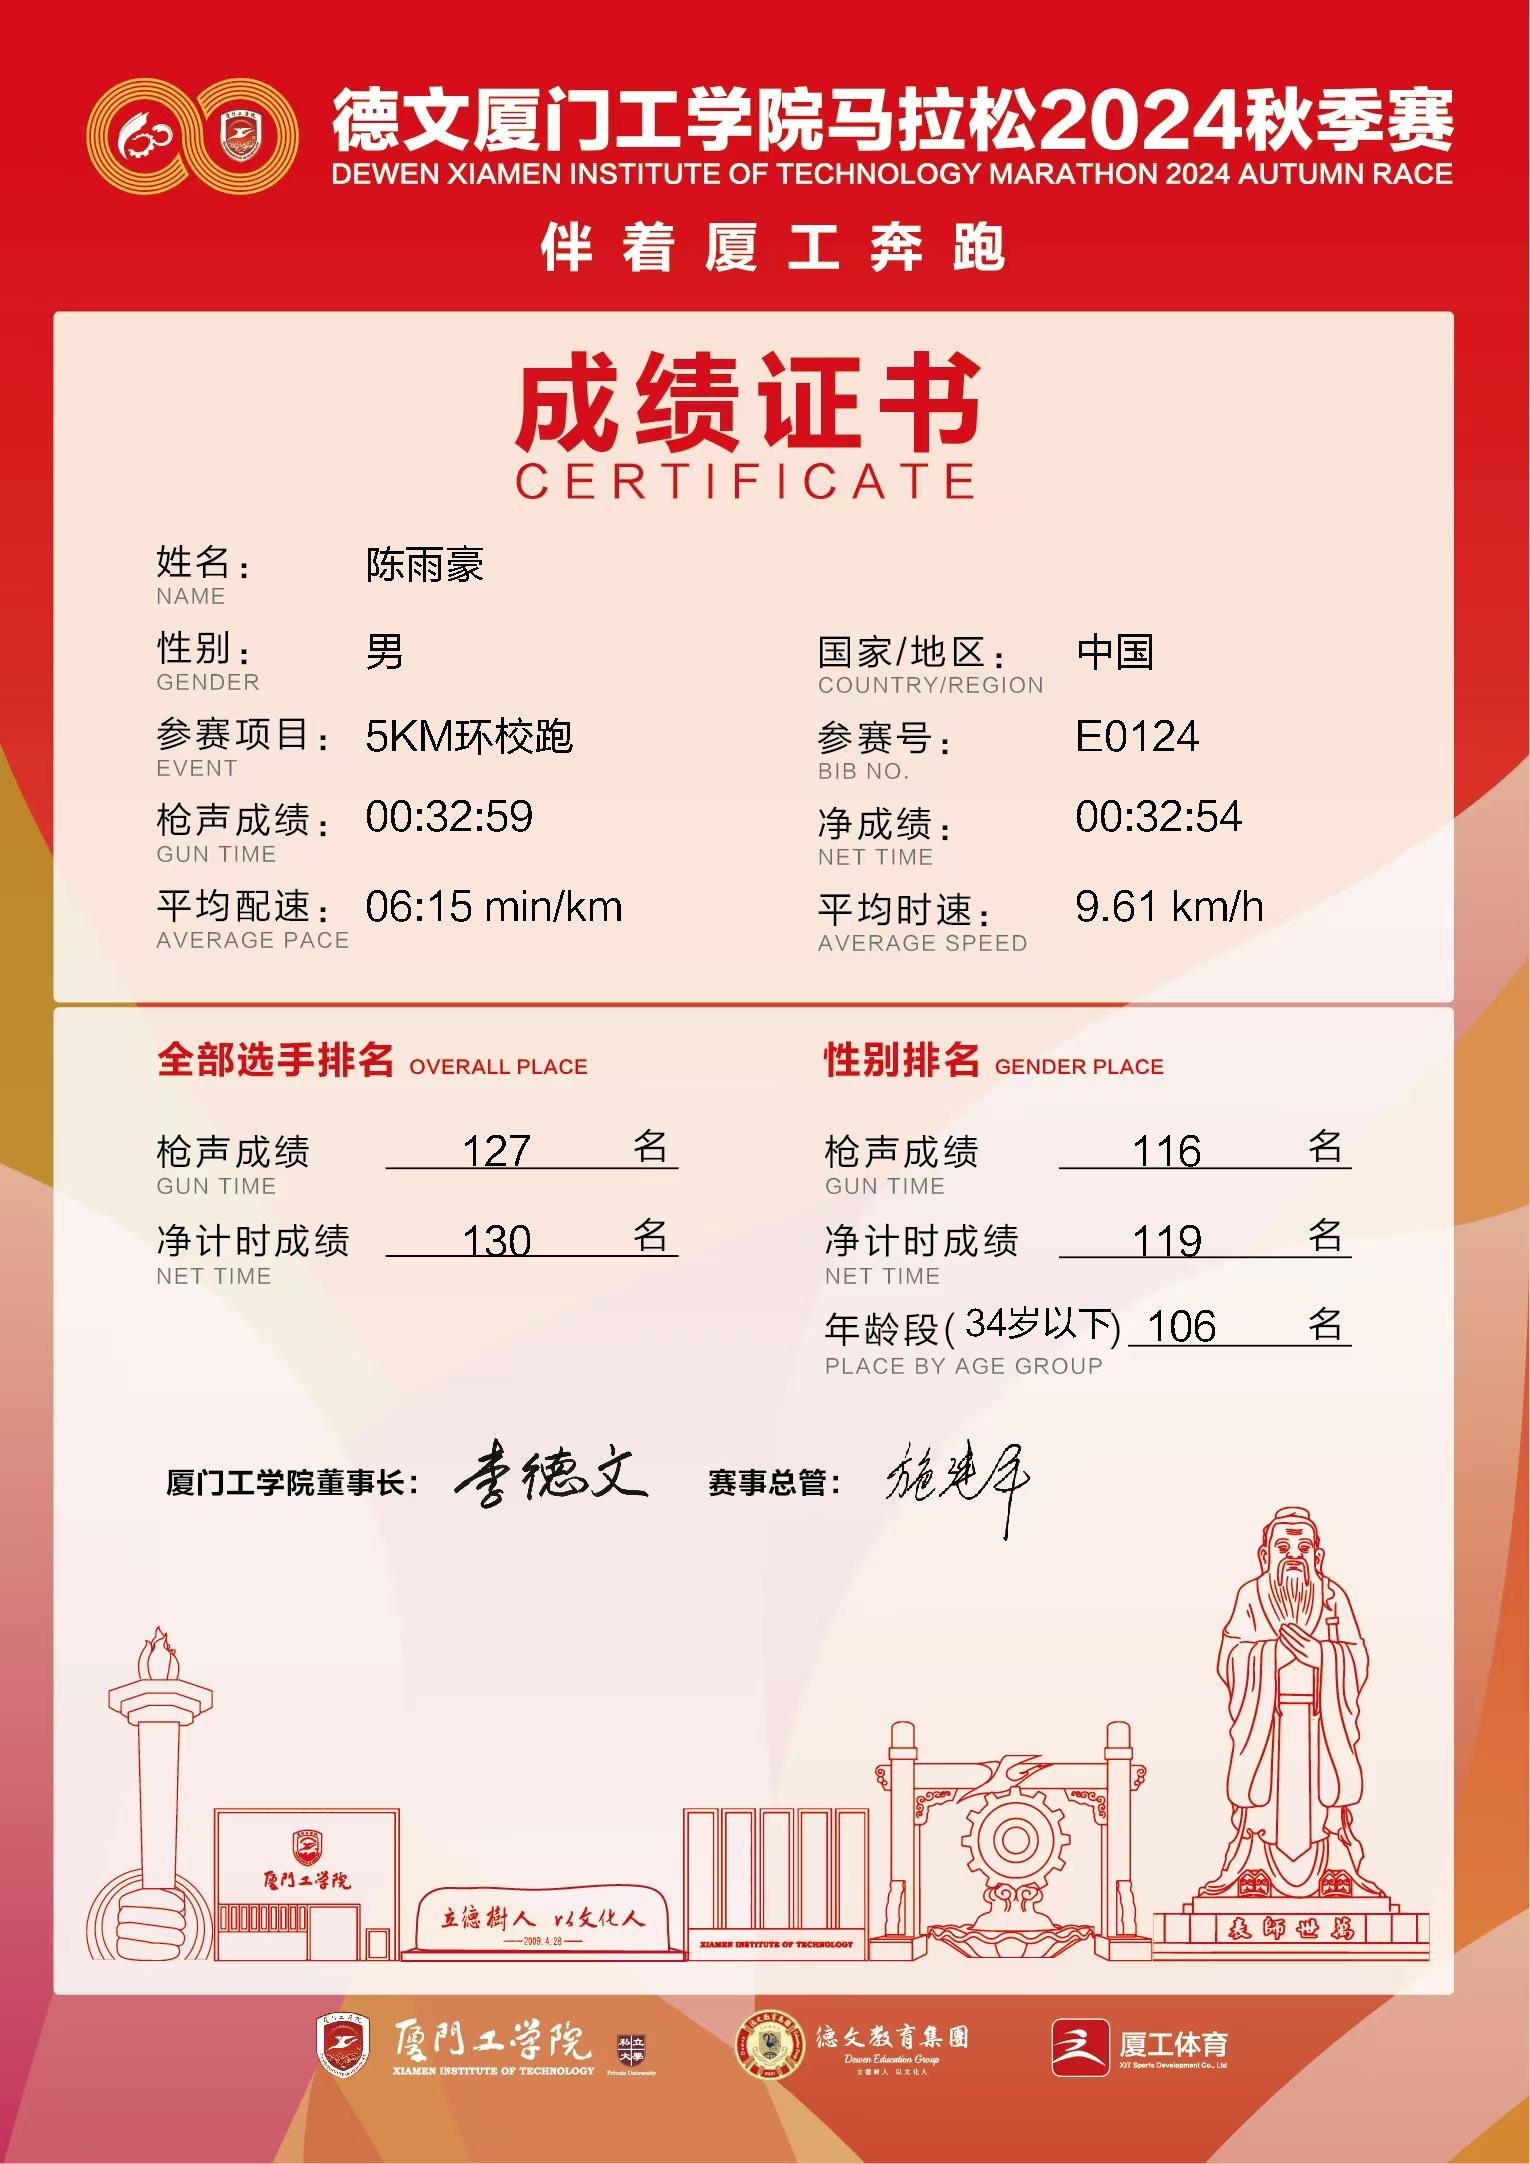 德文厦门工学院马拉松2024秋季赛
DEWEN XIAMEN INSTITUTE OF TECHNOLOGY MARATHON 2024 AUTUMN RACE
伴着厦工奔跑
成绩证书
CERTIFICATE
姓名： 陈雨豪
NAME
性别： 男 国家/地区： 中国
GENDER COUNTRY/REGION
参赛项目： 5KM环校跑 参赛号： E0124
EVENT BIB NO.
枪声成绩： 00:32:59 净成绩： 00:32:54
GUN TIME NET TIME
平均配速： 06:15 min/km 平均时速： 9.61 km/h
AVERAGE PACE AVERAGE SPEED
全部选手排名 OVERALL PLACE 性别排名 GENDER PLACE
枪声成绩 127 名 枪声成绩 116 名
GUN TIME GUN TIME
净计时成绩 130 名 净计时成绩 119 名
NET TIME NET TIME
年龄段(34岁以下) 106 名
PLACE BY AGE GROUP
厦门工学院董事长： 李德文 赛事总管：
厦門工学院
立德樹人 以文化人
2009.4.28
XIAMEN INSTITUTE OF TECHNOLOGY
表師世萬
厦門工学院 私立大學 德文教育集團 厦工体育
XIAMEN INSTITUTE OF TECHNOLOGY Private University Dewen Education Group XIT Sports Development Co., Ltd
立德树人 以文化人